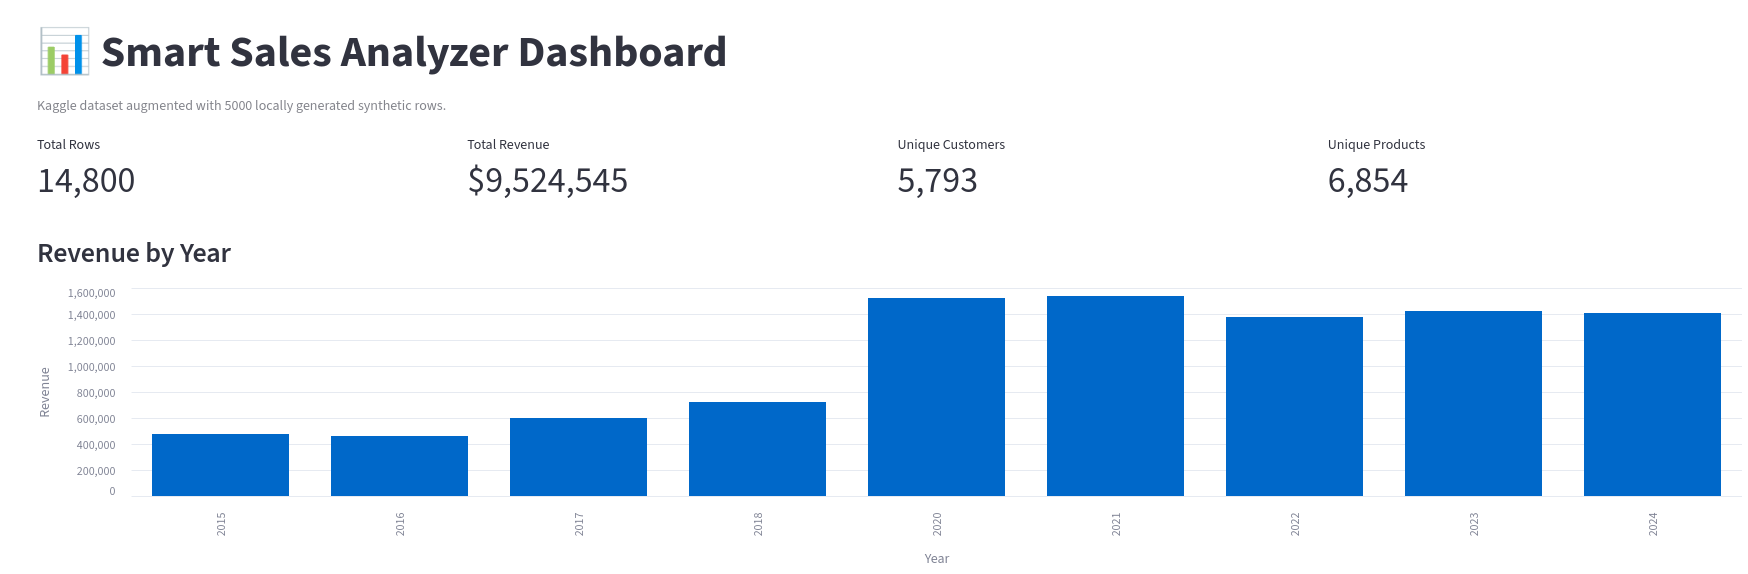 Smart Sales Analyzer Dashboard
Kaggle dataset augmented with 5000 locally generated synthetic rows.
Total Rows
14,800
Total Revenue
$9,524,545
Unique Customers
5,793
Unique Products
6,854
Revenue by Year
Revenue
1,600,000
1,400,000
1,200,000
1,000,000
800,000
600,000
400,000
200,000
0
2015
2016
2017
2018
2020
2021
2022
2023
2024
Year